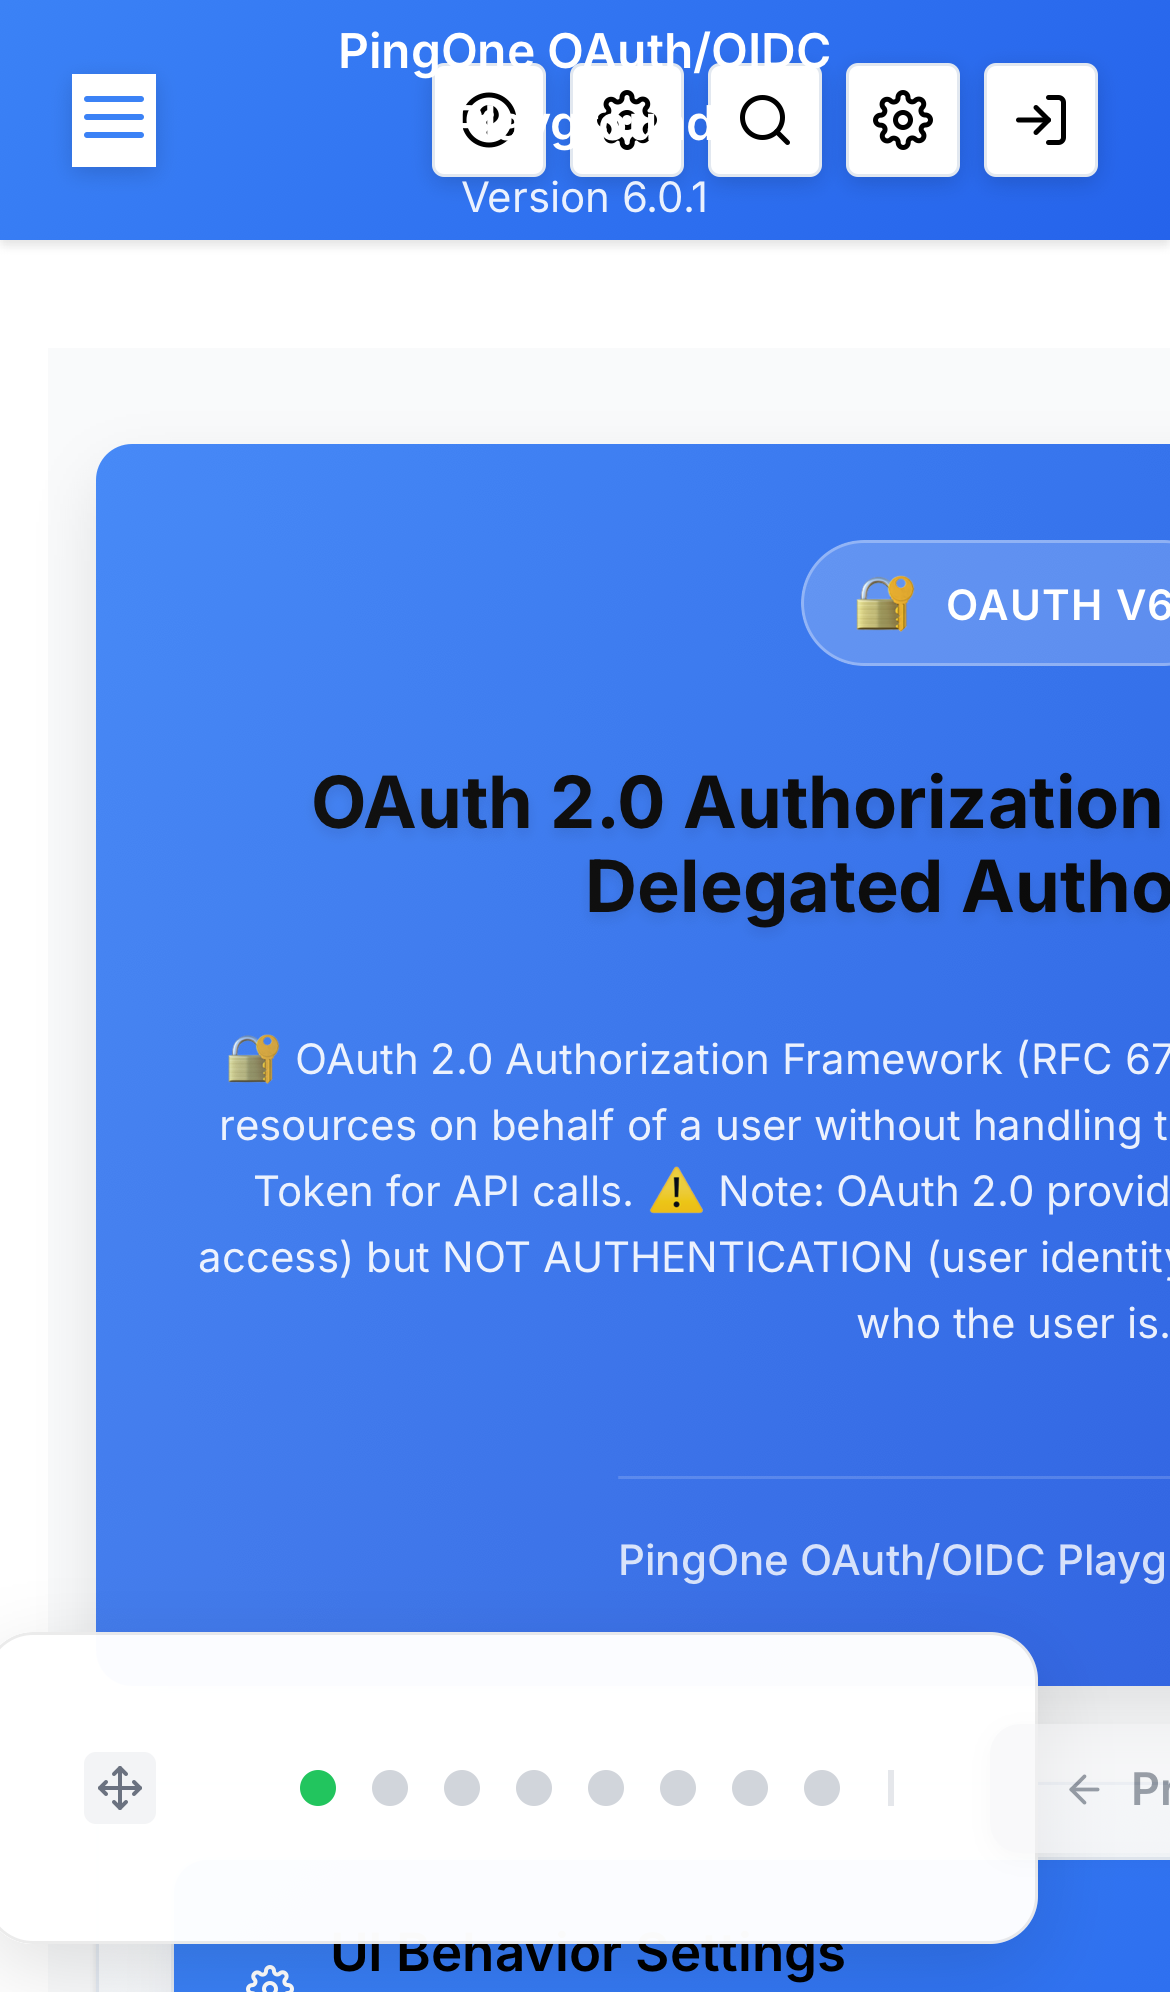 PingOne OAuth/OIDC
Playground
Version 6.0.1
OAUTH V6
OAuth 2.0 Authorization
Delegated Autho
OAuth 2.0 Authorization Framework (RFC 67
resources on behalf of a user without handling t
Token for API calls. ⚠️ Note: OAuth 2.0 provid
access) but NOT AUTHENTICATION (user identity
who the user is.
PingOne OAuth/OIDC Playg
Pr
UI Behavior Settings